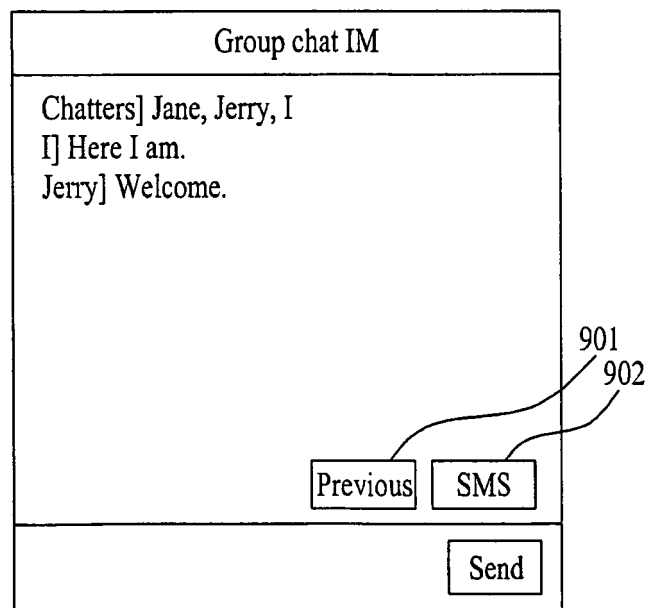 Group chat IM
Chatters] Jane, Jerry, I
I] Here I am.
Jerry] Welcome.
901
902
Previous SMS
Send